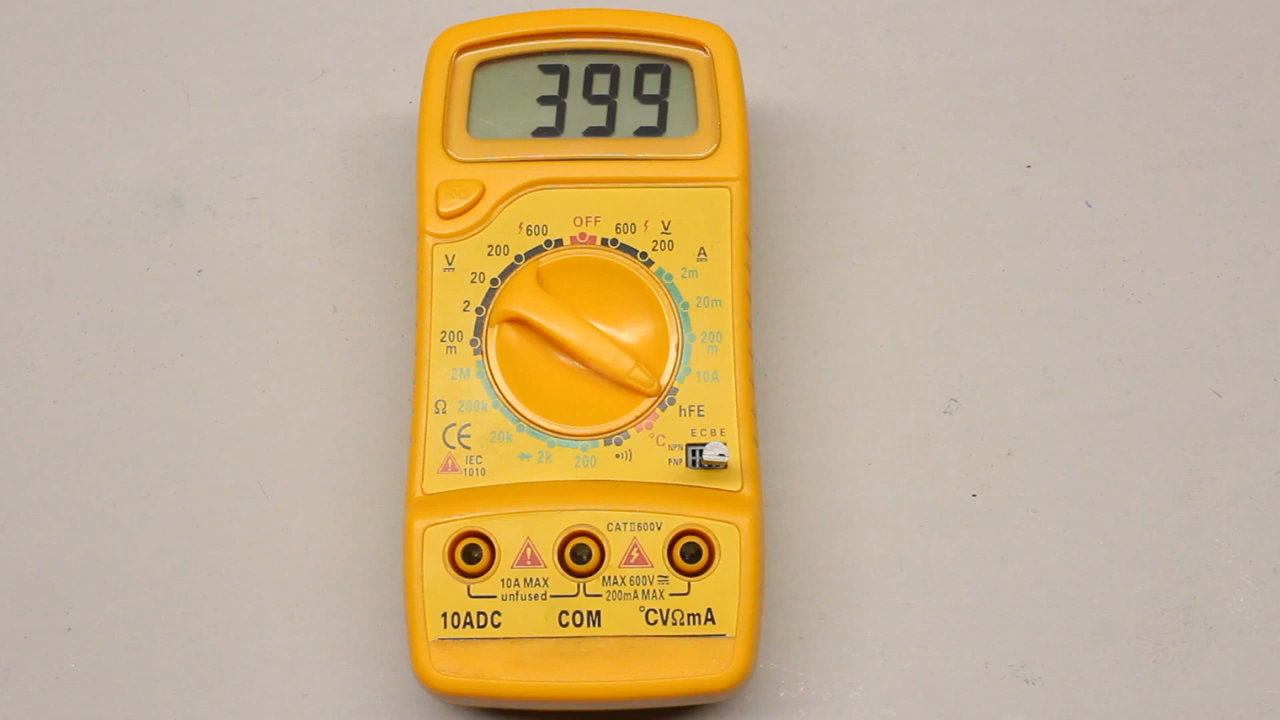 399
OFF
600 600 V
200 200 A
V
20 2m
2 20m
200 m 200 m
2M 10A
Ω 200k hFE
CE 20k °C
E C B E
NPN
PNP
IEC
1010
2k 200 •)))
CAT II 600V
10A MAX
unfused
MAX 600V
200mA MAX
10ADC COM °CVΩmA